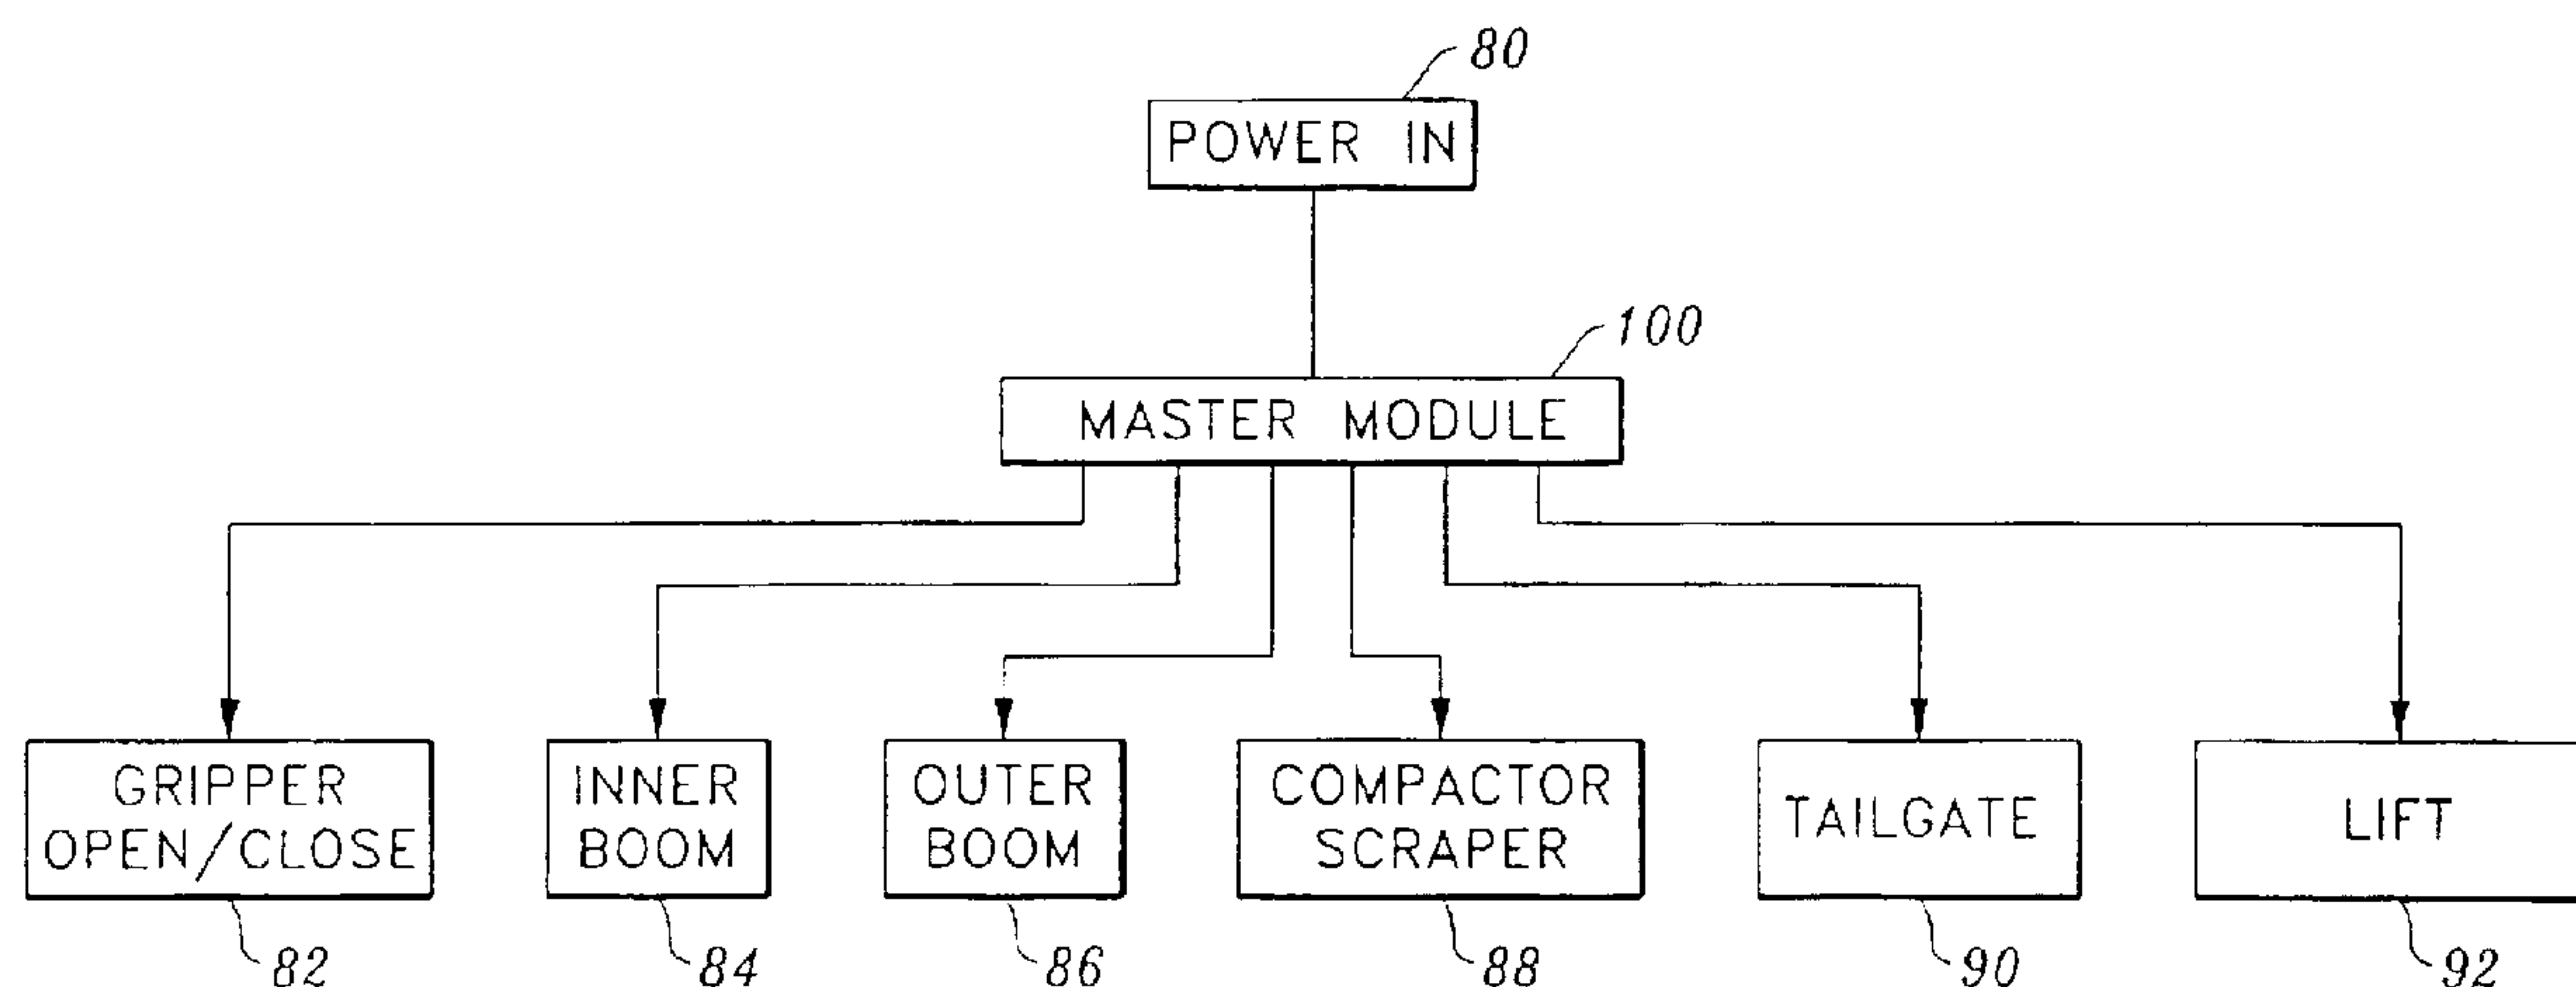 80
POWER IN
100
MASTER MODULE
GRIPPER
OPEN/CLOSE
INNER
BOOM
OUTER
BOOM
COMPACTOR
SCRAPER
TAILGATE
LIFT
82
84
86
88
90
92